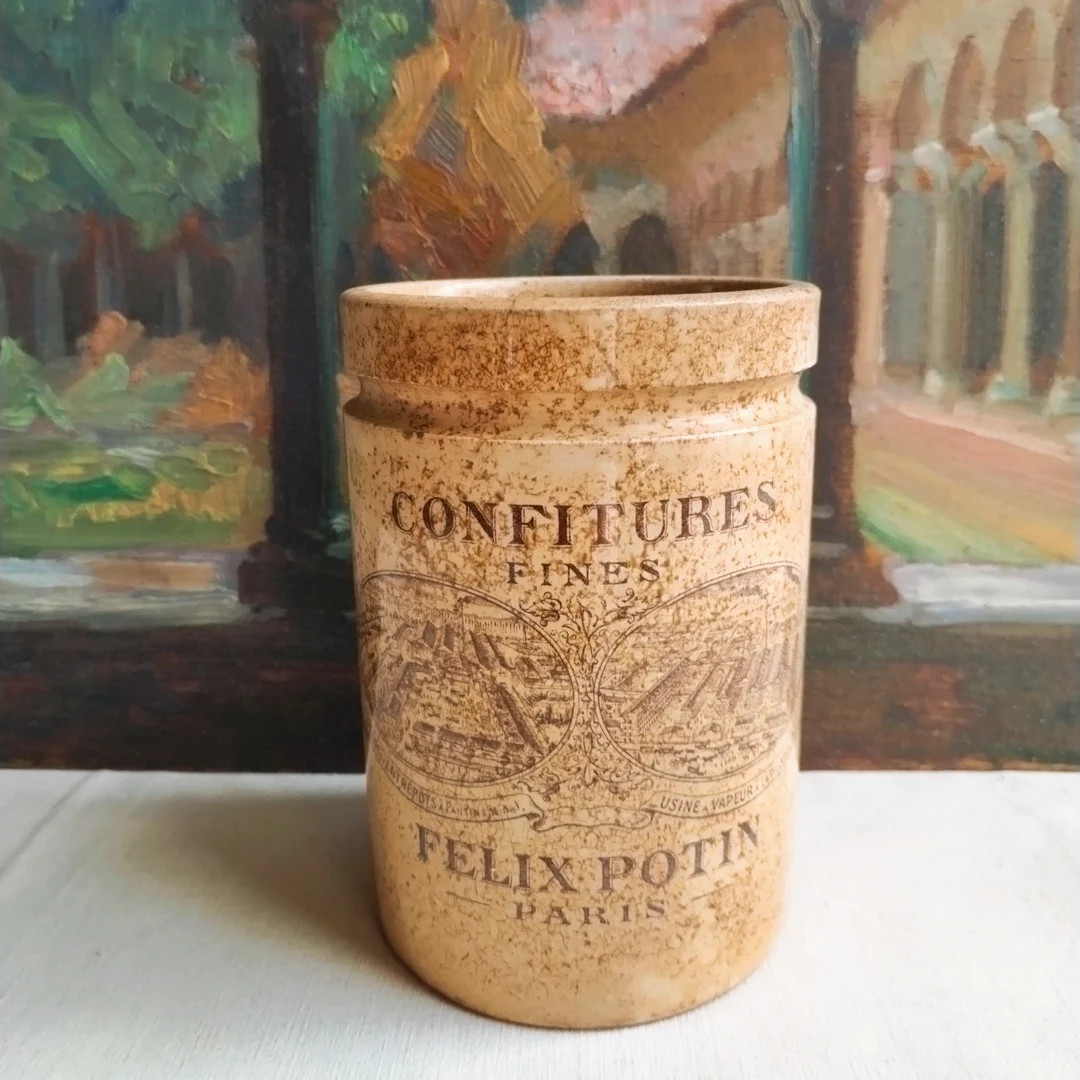 CONFITURES
FINES
USINE A VAPEUR A
FELIX POTIN
PARIS